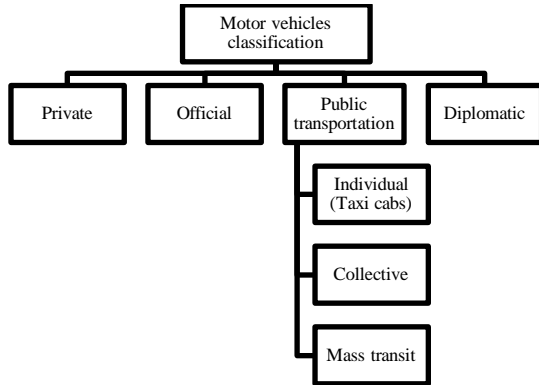 Motor vehicles
classification
Private
Official
Public
transportation
Diplomatic
Individual
(Taxi cabs)
Collective
Mass transit